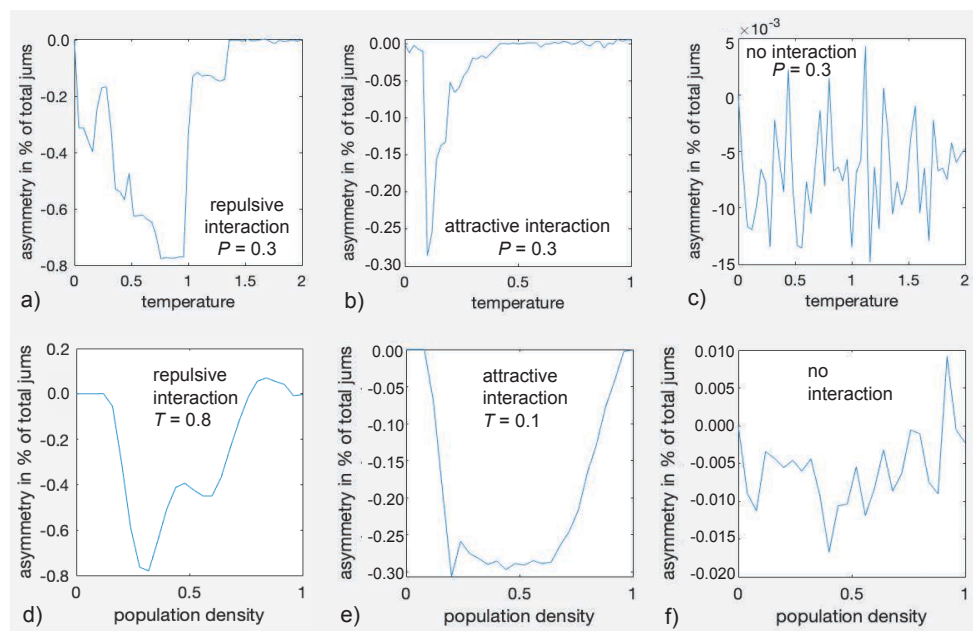 asymmetry in % of total jums
0.0
-0.2
-0.4
-0.6
-0.8
repulsive
interaction
P = 0.3
0
0.5
1
1.5
2
temperature
a)
asymmetry in % of total jums
0.00
-0.05
-0.10
-0.15
-0.20
-0.25
-0.30
attractive interaction
P = 0.3
0
0.5
1
temperature
b)
asymmetry in % of total jums
× 10⁻³
5
0
-5
-10
-15
no interaction
P = 0.3
0
0.5
1
1.5
2
temperature
c)
asymmetry in % of total jums
0.2
0.0
-0.2
-0.4
-0.6
-0.8
repulsive
interaction
T = 0.8
0
0.5
1
population density
d)
asymmetry in % of total jums
0.00
-0.05
-0.10
-0.15
-0.20
-0.25
-0.30
attractive
interaction
T = 0.1
0
0.5
1
population density
e)
asymmetry in % of total jums
0.010
0.005
0.000
-0.005
-0.010
-0.015
-0.020
no
interaction
0
0.5
1
population density
f)